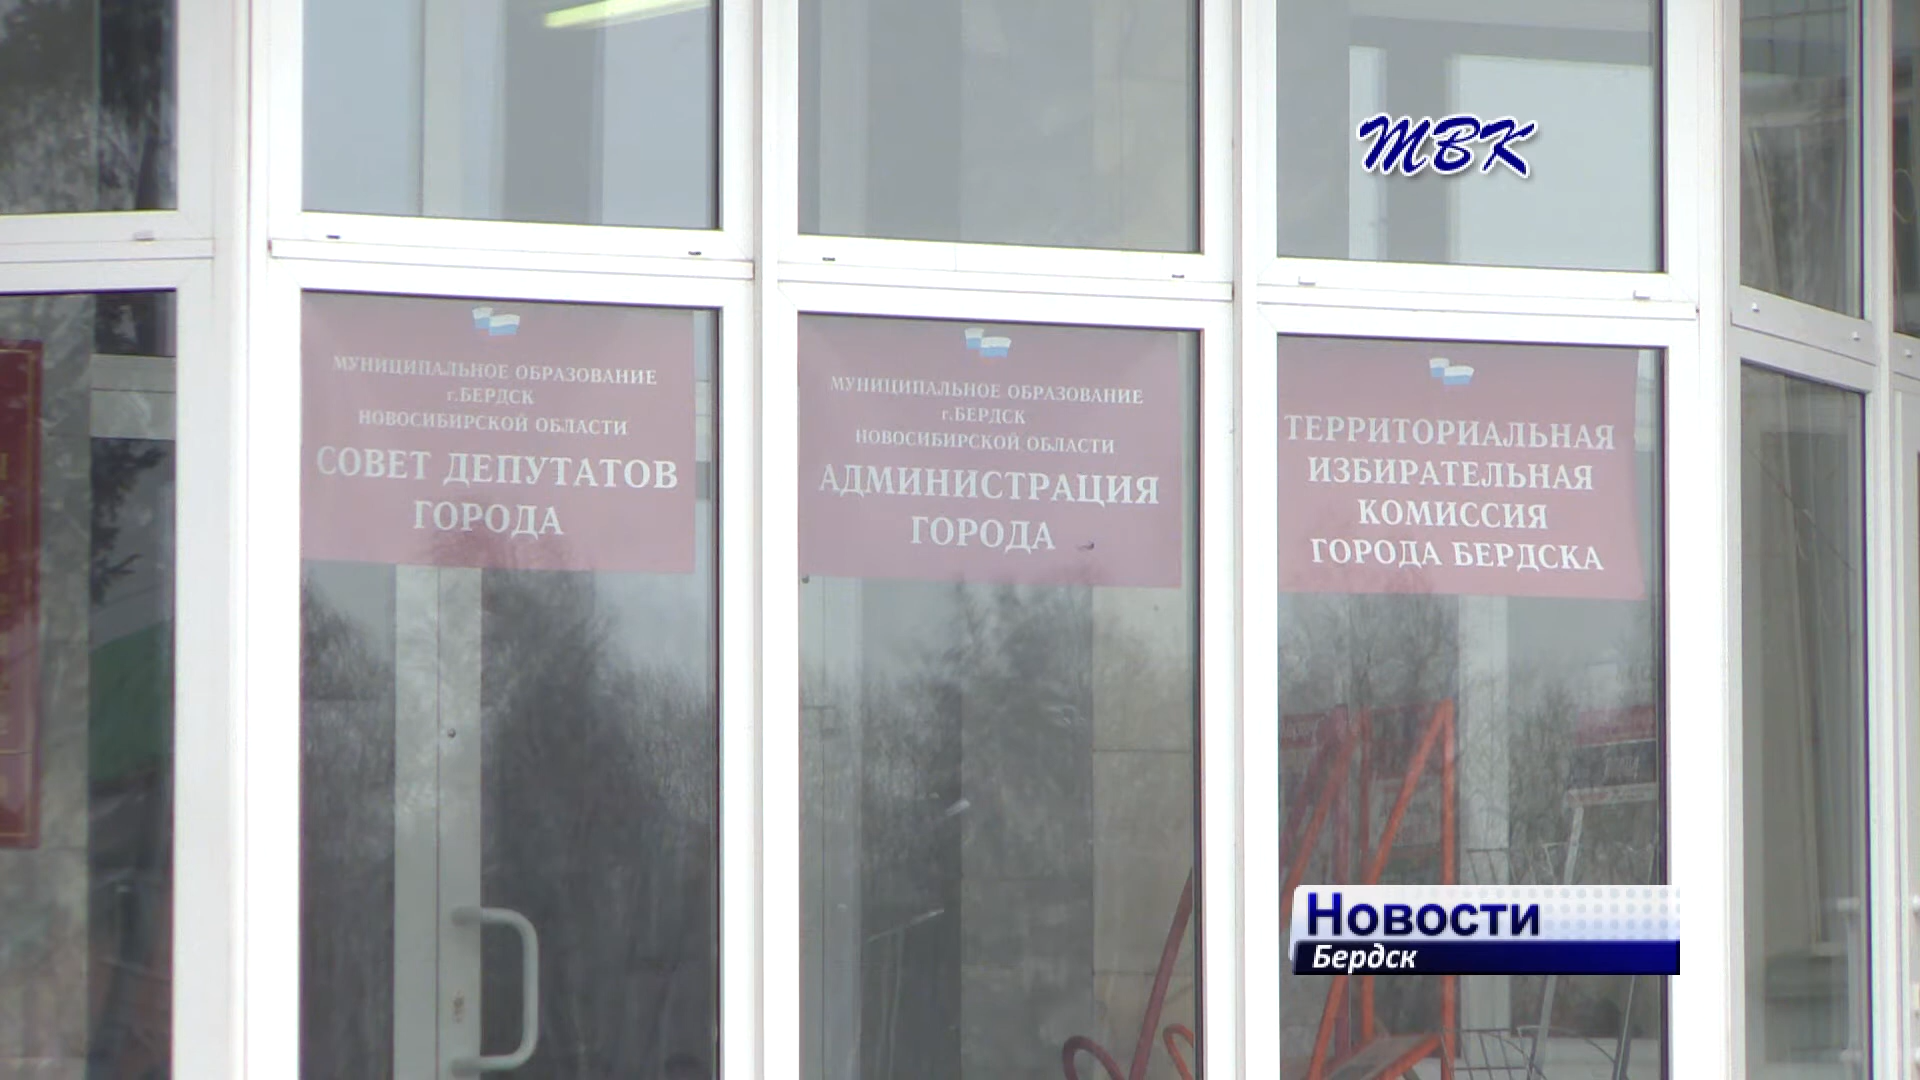 ТВК
МУНИЦИПАЛЬНОЕ ОБРАЗОВАНИЕ
г.БЕРДСК
НОВОСИБИРСКОЙ ОБЛАСТИ
СОВЕТ ДЕПУТАТОВ
ГОРОДА
МУНИЦИПАЛЬНОЕ ОБРАЗОВАНИЕ
г.БЕРДСК
НОВОСИБИРСКОЙ ОБЛАСТИ
АДМИНИСТРАЦИЯ
ГОРОДА
ТЕРРИТОРИАЛЬНАЯ
ИЗБИРАТЕЛЬНАЯ
КОМИССИЯ
ГОРОДА БЕРДСКА
Новости
Бердск